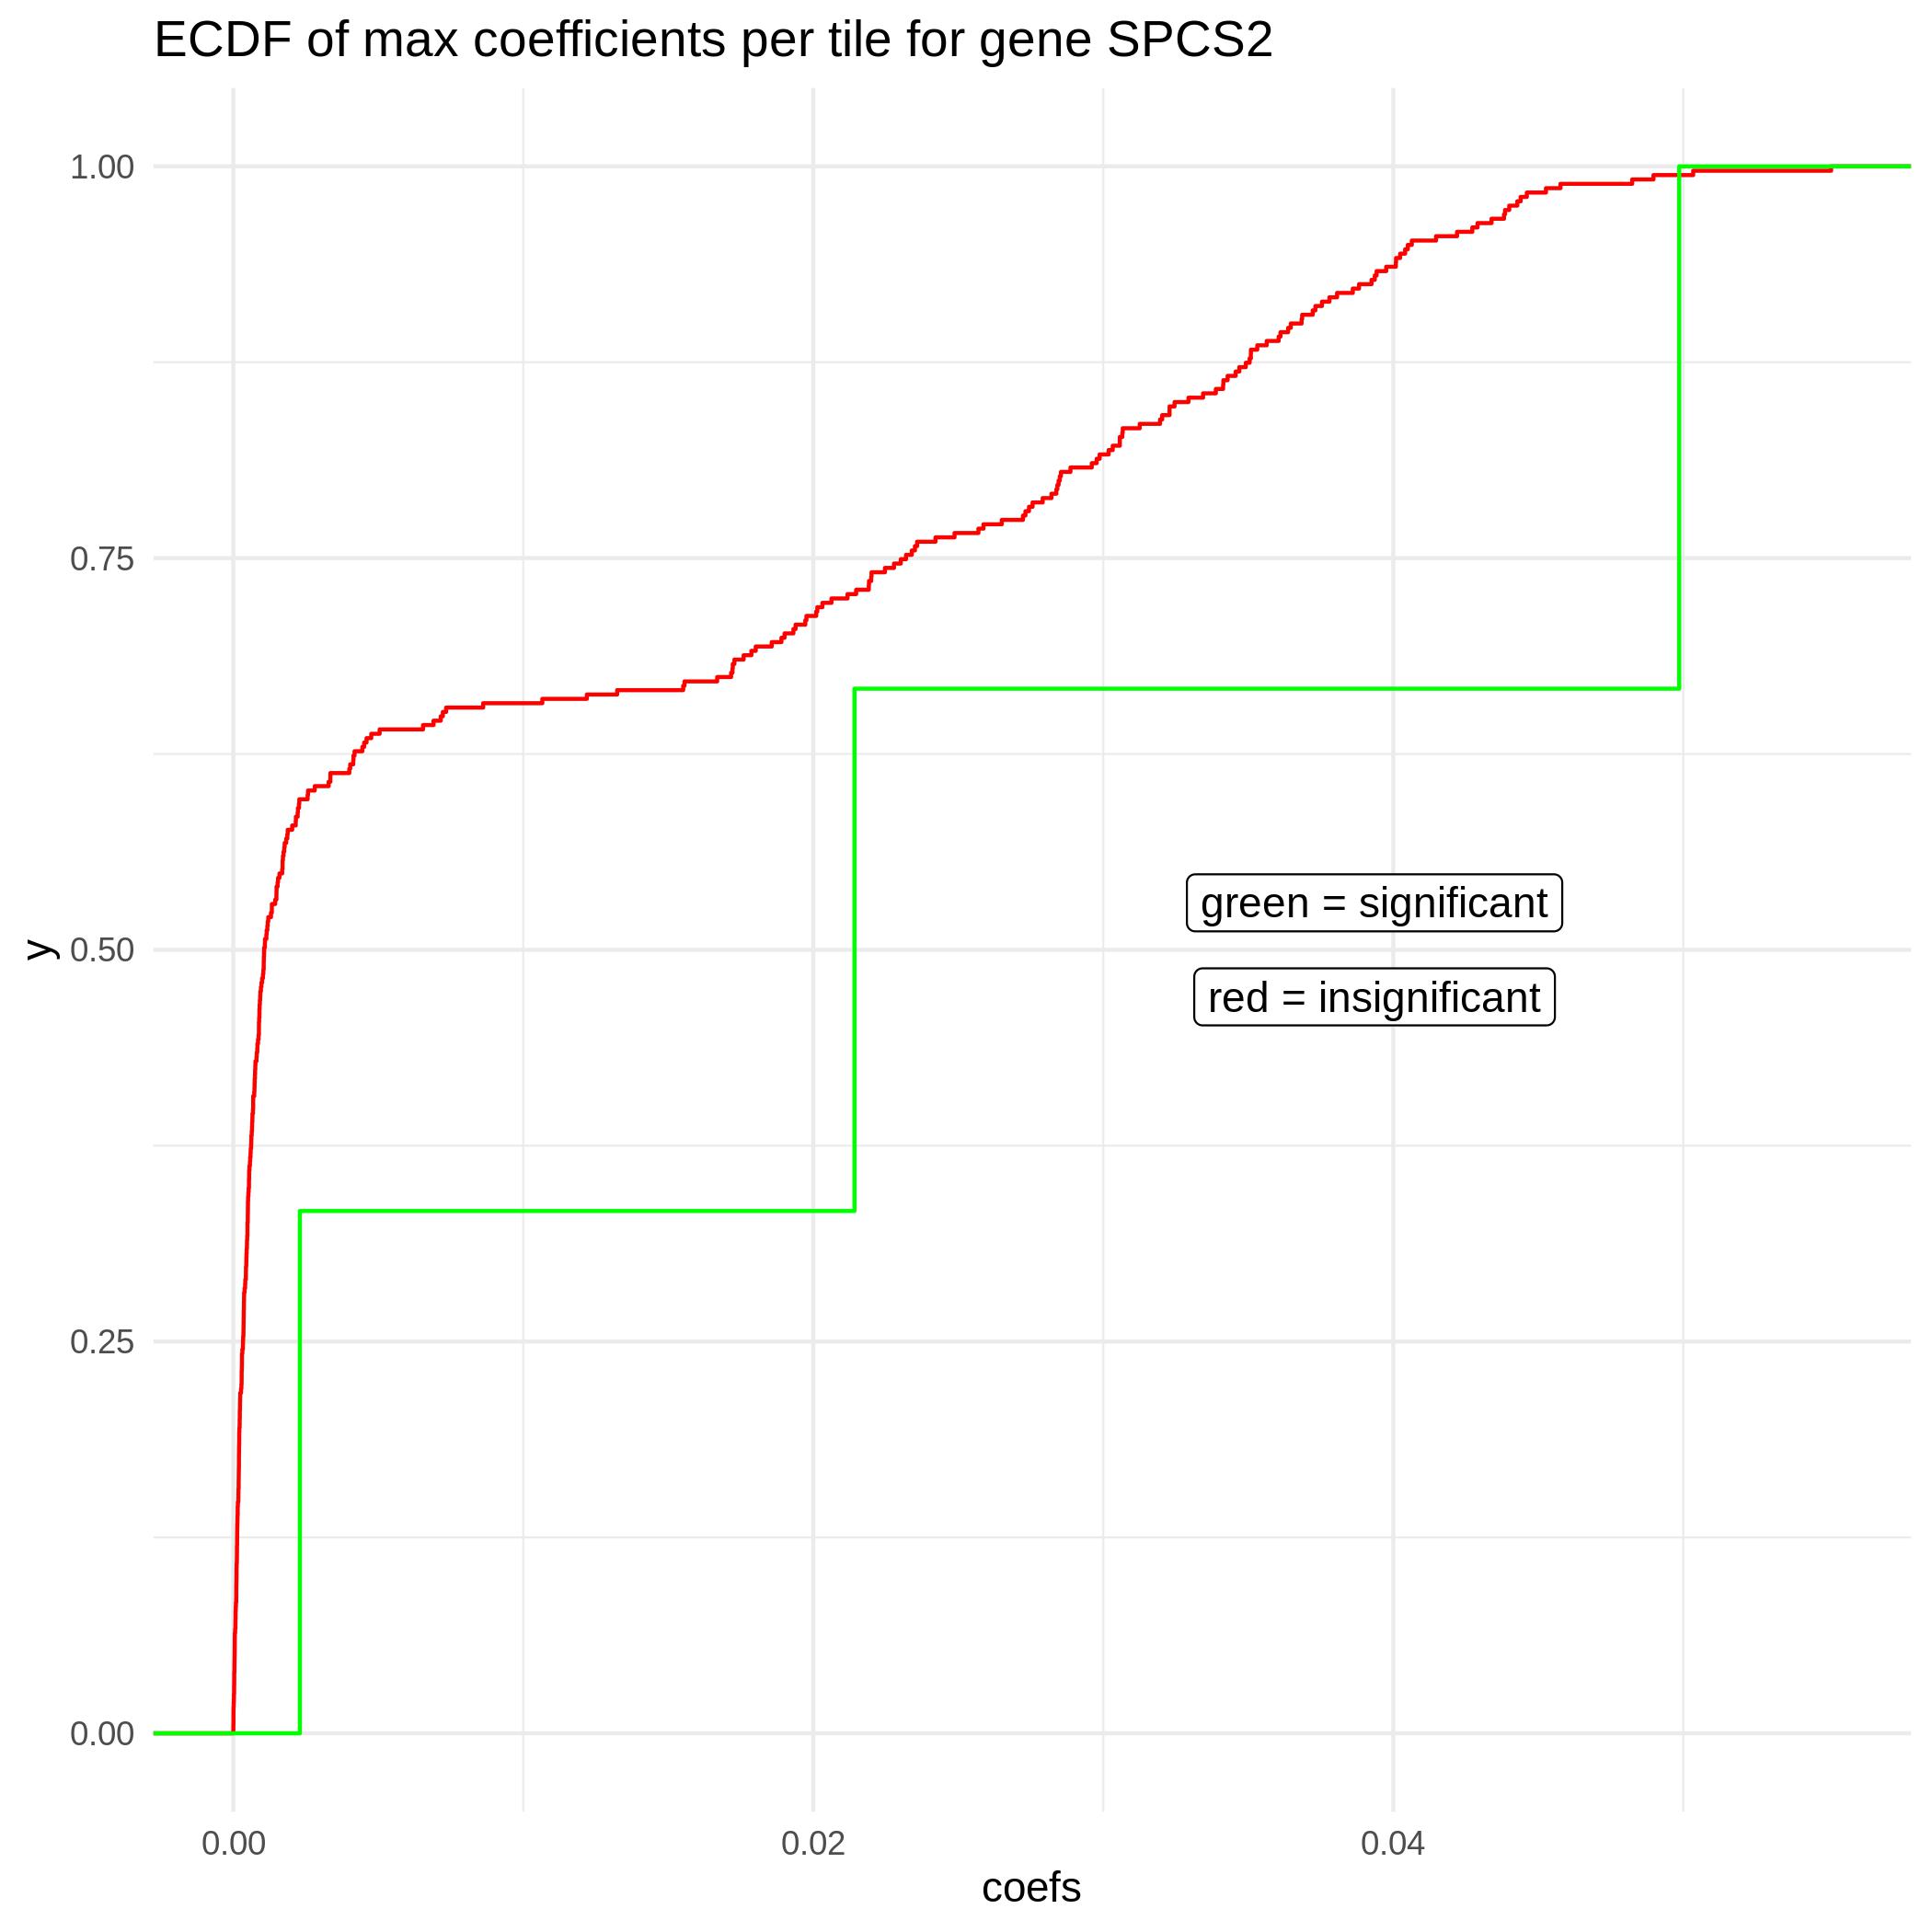 ECDF of max coefficients per tile for gene SPCS2
1.00
0.75
0.50
0.25
0.00
y
green = significant
red = insignificant
0.00
0.02
0.04
coefs